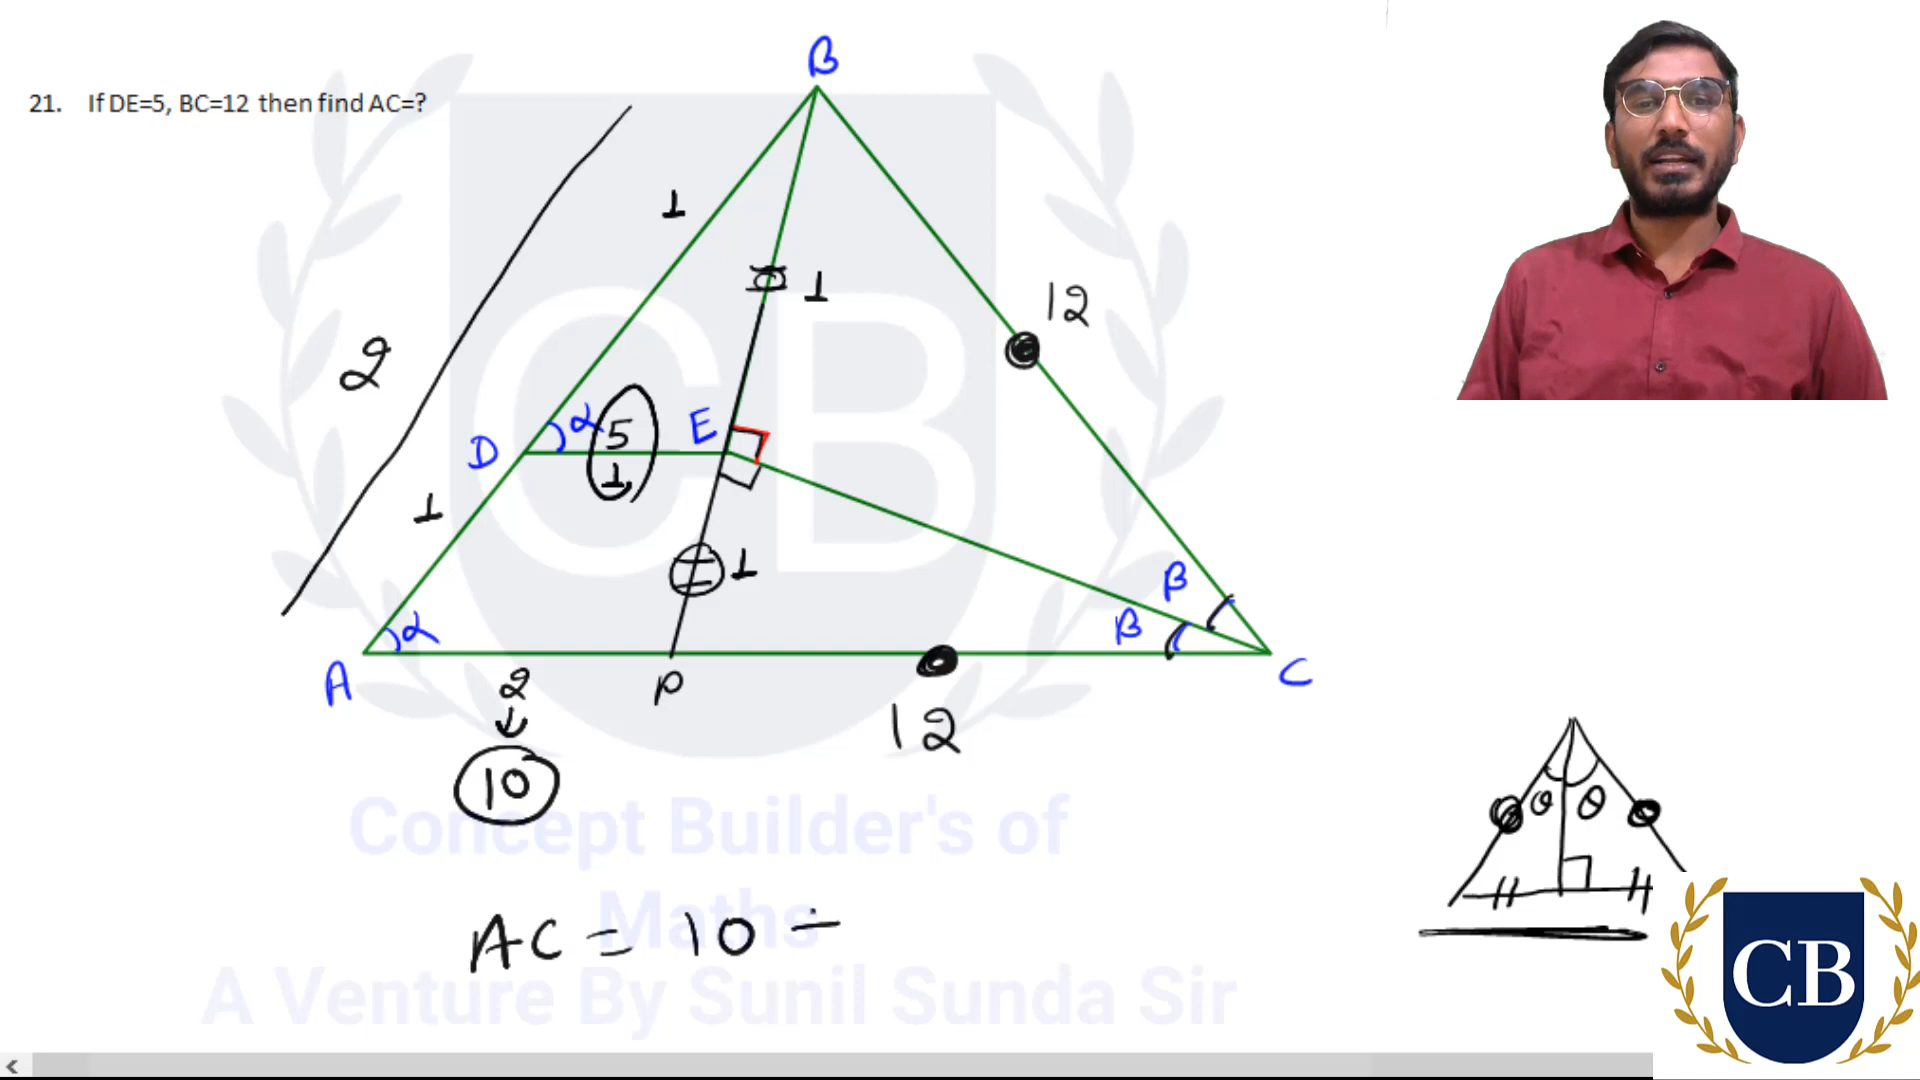 B
21. If DE=5, BC=12 then find AC=?
1
1
12
2
α
5
E
D
1
1
1
β
β
α
A
2
P
C
12
10
θ θ
Concept Builder's of
Maths
AC = 10 +
A Venture By Sunil Sunda Sir
CB
CB